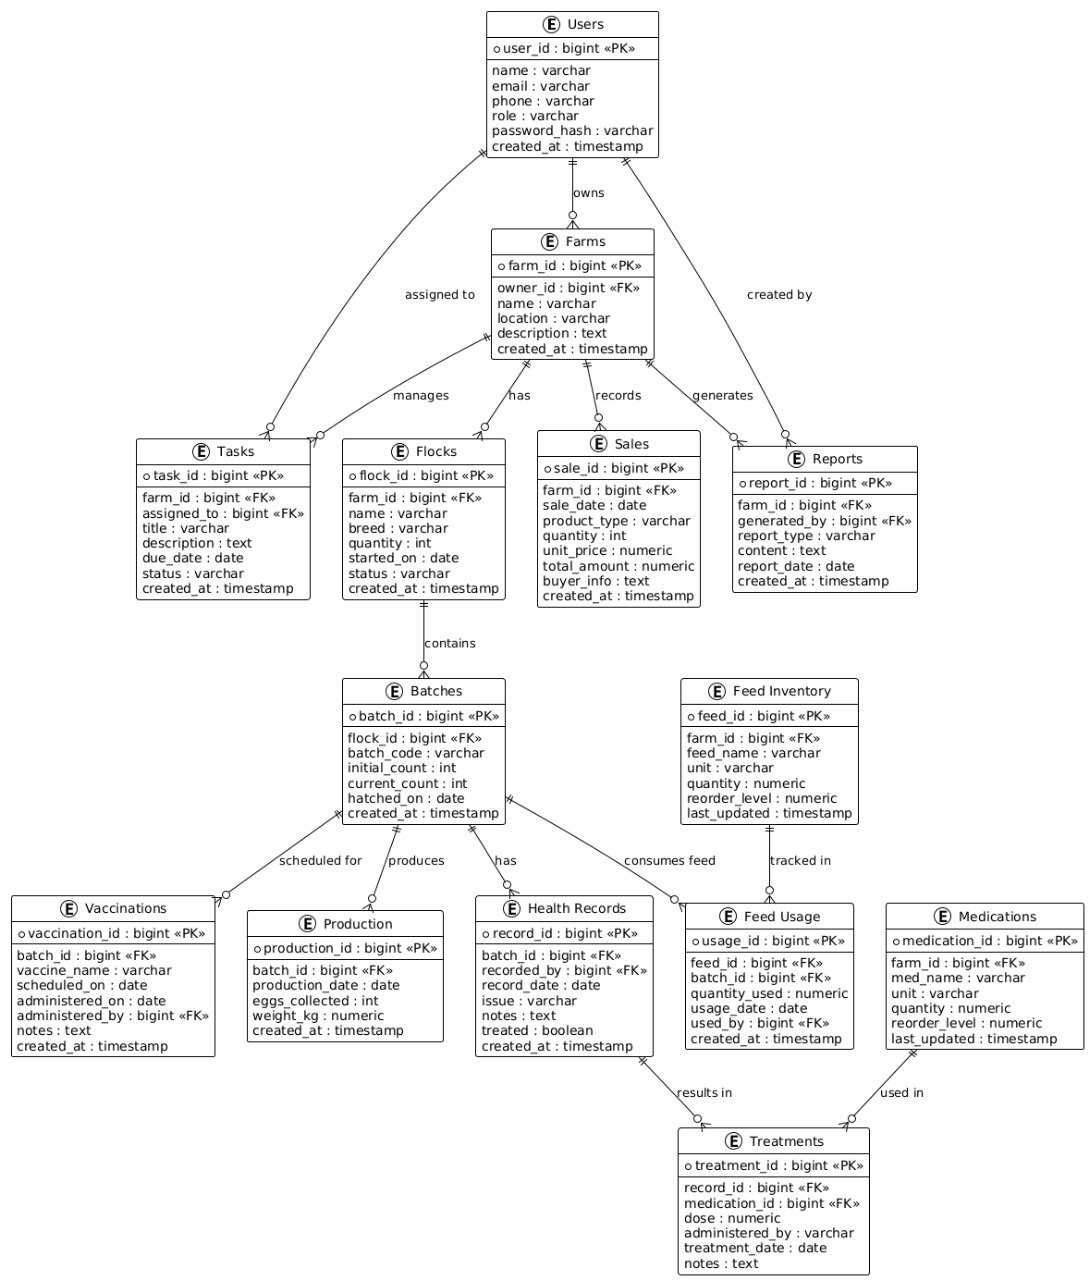 E Users
user_id : bigint «PK»
name : varchar
email : varchar
phone : varchar
role : varchar
password_hash : varchar
created_at : timestamp
owns
E Farms
farm_id : bigint «PK»
owner_id : bigint «FK»
name : varchar
location : varchar
description : text
created_at : timestamp
assigned to
created by
manages
has
records
generates
E Tasks
task_id : bigint «PK»
farm_id : bigint «FK»
assigned_to : bigint «FK»
title : varchar
description : text
due_date : date
status : varchar
created_at : timestamp
E Flocks
flock_id : bigint «PK»
farm_id : bigint «FK»
name : varchar
breed : varchar
quantity : int
started_on : date
status : varchar
created_at : timestamp
E Sales
sale_id : bigint «PK»
farm_id : bigint «FK»
sale_date : date
product_type : varchar
quantity : int
unit_price : numeric
total_amount : numeric
buyer_info : text
created_at : timestamp
E Reports
report_id : bigint «PK»
farm_id : bigint «FK»
generated_by : bigint «FK»
report_type : varchar
content : text
report_date : date
created_at : timestamp
contains
E Batches
batch_id : bigint «PK»
flock_id : bigint «FK»
batch_code : varchar
initial_count : int
current_count : int
hatched_on : date
created_at : timestamp
E Feed Inventory
feed_id : bigint «PK»
farm_id : bigint «FK»
feed_name : varchar
unit : varchar
quantity : numeric
reorder_level : numeric
last_updated : timestamp
scheduled for
produces
has
consumes feed
tracked in
E Vaccinations
vaccination_id : bigint «PK»
batch_id : bigint «FK»
vaccine_name : varchar
scheduled_on : date
administered_on : date
administered_by : bigint «FK»
notes : text
created_at : timestamp
E Production
production_id : bigint «PK»
batch_id : bigint «FK»
production_date : date
eggs_collected : int
weight_kg : numeric
created_at : timestamp
E Health Records
record_id : bigint «PK»
batch_id : bigint «FK»
recorded_by : bigint «FK»
record_date : date
issue : varchar
notes : text
treated : boolean
created_at : timestamp
E Feed Usage
usage_id : bigint «PK»
feed_id : bigint «FK»
batch_id : bigint «FK»
quantity_used : numeric
usage_date : date
used_by : bigint «FK»
created_at : timestamp
E Medications
medication_id : bigint «PK»
farm_id : bigint «FK»
med_name : varchar
unit : varchar
quantity : numeric
reorder_level : numeric
last_updated : timestamp
results in
used in
E Treatments
treatment_id : bigint «PK»
record_id : bigint «FK»
medication_id : bigint «FK»
dose : numeric
administered_by : varchar
treatment_date : date
notes : text